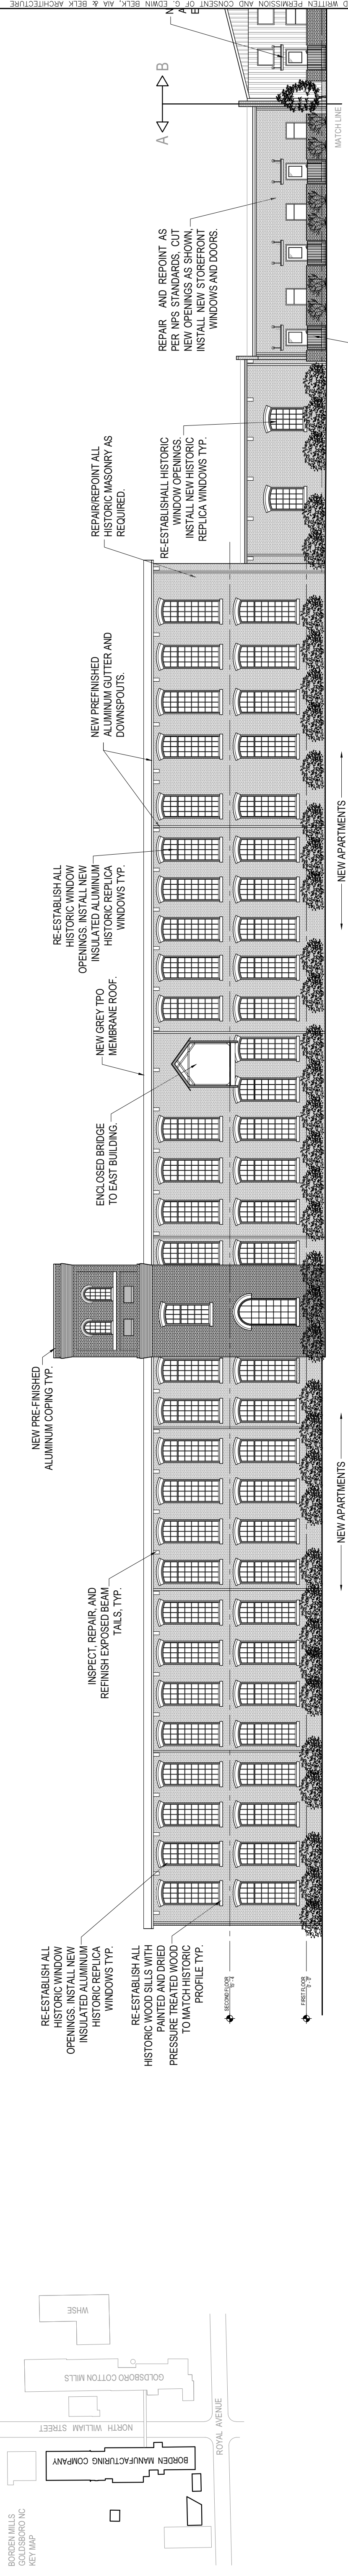 BORDEN MILLS
GOLDSBORO NC
KEY MAP
BORDEN MANUFACTURING COMPANY
NORTH WILLIAM STREET
GOLDSBORO COTTON MILLS
WHSE
ROYAL AVENUE
RE-ESTABLISH ALL
HISTORIC WINDOW
OPENINGS. INSTALL NEW
INSULATED ALUMINUM
HISTORIC REPLICA
WINDOWS TYP.
RE-ESTABLISH ALL
HISTORIC WOOD SILLS WITH
PAINTED AND DRIED
PRESSURE TREATED WOOD
TO MATCH HISTORIC
PROFILE TYP.
SECOND FLOOR
FIRST FLOOR
0' - 0"
INSPECT, REPAIR, AND
REFINISH EXPOSED BEAM
TAILS, TYP.
NEW APARTMENTS
NEW PRE-FINISHED
ALUMINUM COPING TYP.
ENCLOSED BRIDGE
TO EAST BUILDING.
NEW GREY TPO
MEMBRANE ROOF.
RE-ESTABLISH ALL
HISTORIC WINDOW
OPENINGS. INSTALL NEW
INSULATED ALUMINUM
HISTORIC REPLICA
WINDOWS TYP.
NEW PREFINISHED
ALUMINUM GUTTER AND
DOWNSPOUTS.
NEW APARTMENTS
REPAIR/REPOINT ALL
HISTORIC MASONRY AS
REQUIRED.
RE-ESTABLISHALL HISTORIC
WINDOW OPENINGS.
INSTALL NEW HISTORIC
REPLICA WINDOWS TYP.
REPAIR AND REPOINT AS
PER NPS STANDARDS, CUT
NEW OPENINGS AS SHOWN,
INSTALL NEW STOREFRONT
WINDOWS AND DOORS.
A
B
MATCH LINE
D WRITTEN PERMISSION AND CONSENT OF G. EDWIN BELK, AIA & BELK ARCHITECTURE